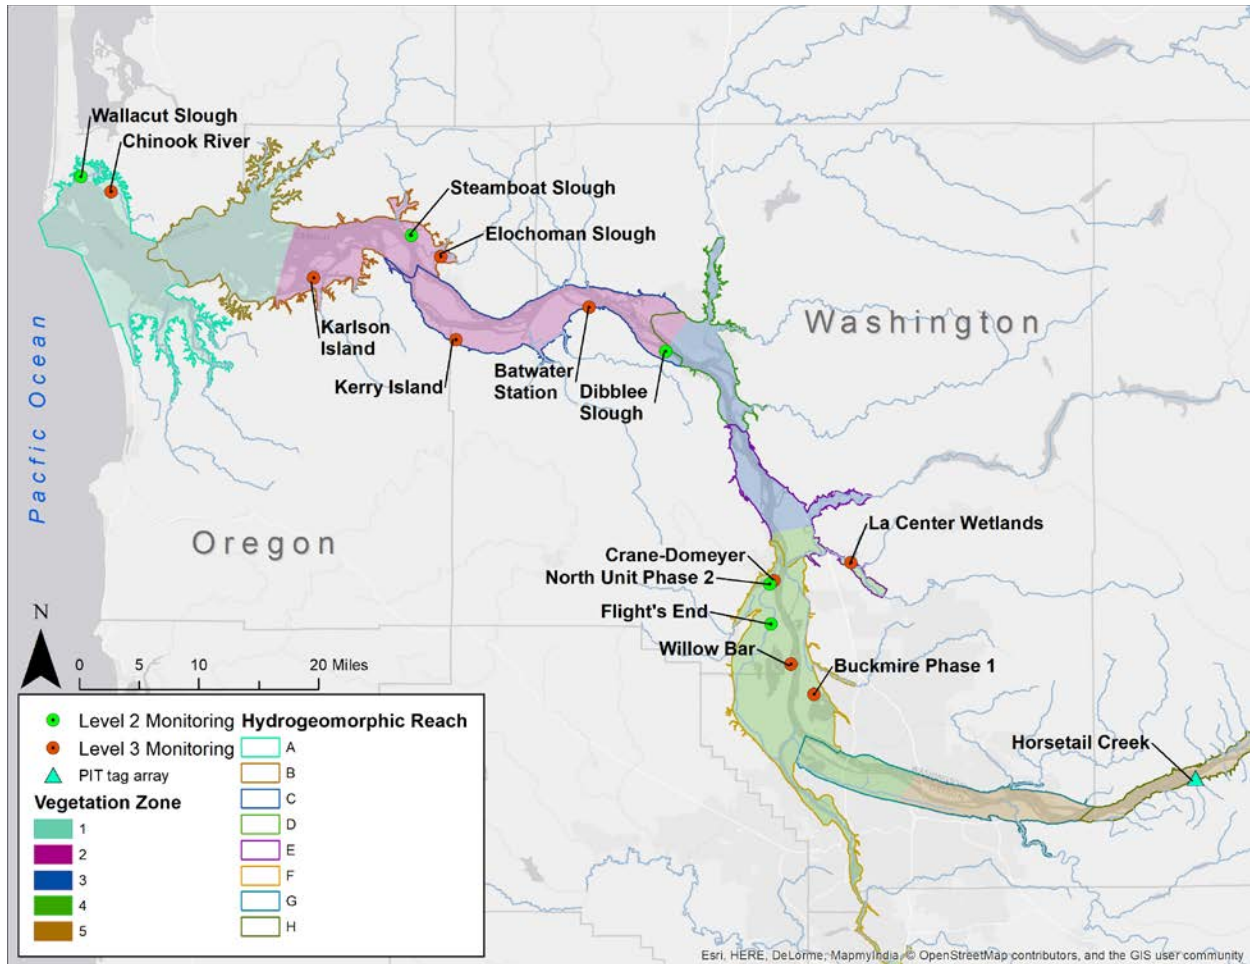 Wallacut Slough
Chinook River
Steamboat Slough
Elochoman Slough
Karlson
Island
Kerry Island
Batwater
Station
Dibblee
Slough
Washington
Pacfic Ocean
Oregon
La Center Wetlands
Crane-Domeyer
North Unit Phase 2
Flight's End
Willow Bar
Buckmire Phase 1
Horsetail Creek
N
0 5 10 20 Miles
Level 2 Monitoring
Level 3 Monitoring
PIT tag array
Vegetation Zone
1
2
3
4
5
Hydrogeomorphic Reach
A
B
C
D
E
F
G
H
Esri, HERE, DeLorme, MapmyIndia, © OpenStreetMap contributors, and the GIS user community